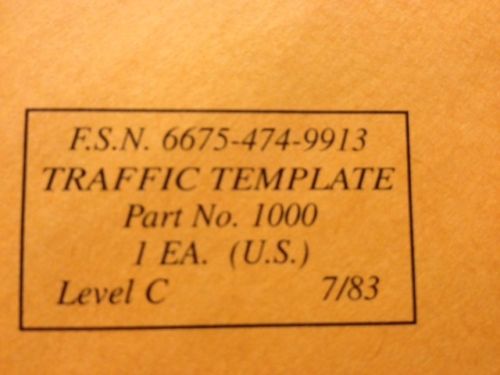 F.S.N. 6675-474-9913
TRAFFIC TEMPLATE
Part No. 1000
1 EA. (U.S.)
Level C 7/83